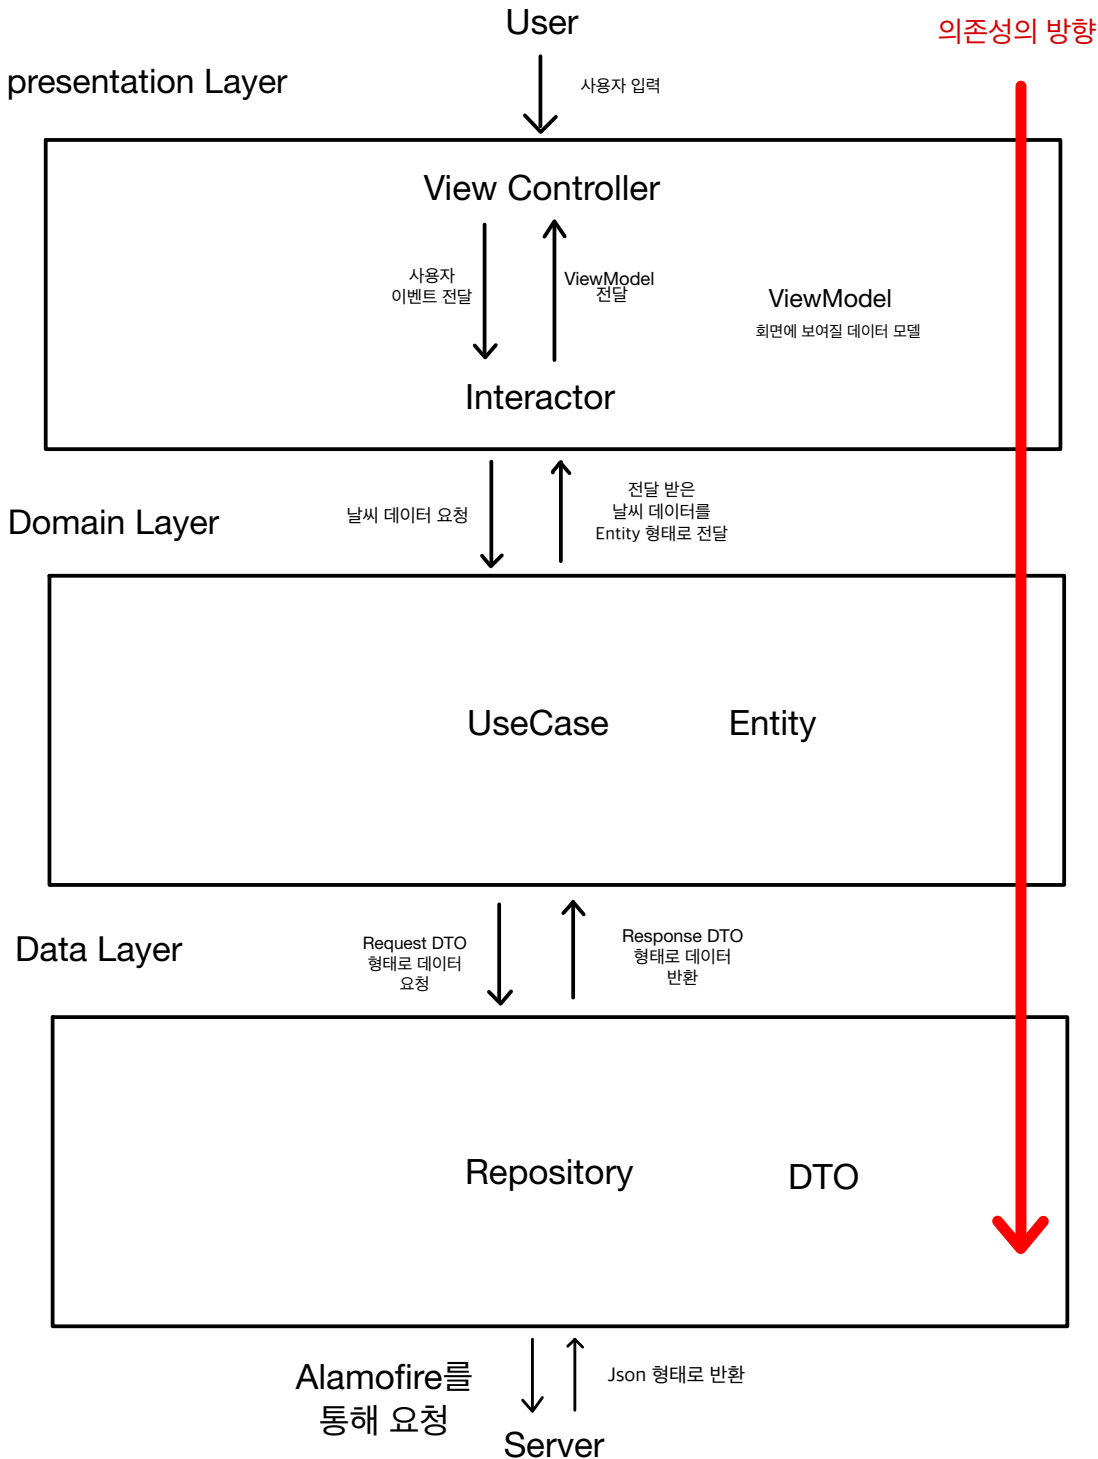 User
의존성의 방향
presentation Layer
사용자 입력
View Controller
사용자
이벤트 전달
ViewModel
전달
ViewModel
회면에 보여질 데이터 모델
Interactor
Domain Layer
날씨 데이터 요청
전달 받은
날씨 데이터를
Entity 형태로 전달
UseCase
Entity
Data Layer
Request DTO
형태로 데이터
요청
Response DTO
형태로 데이터
반환
Repository
DTO
Alamofire를
통해 요청
Json 형태로 반환
Server